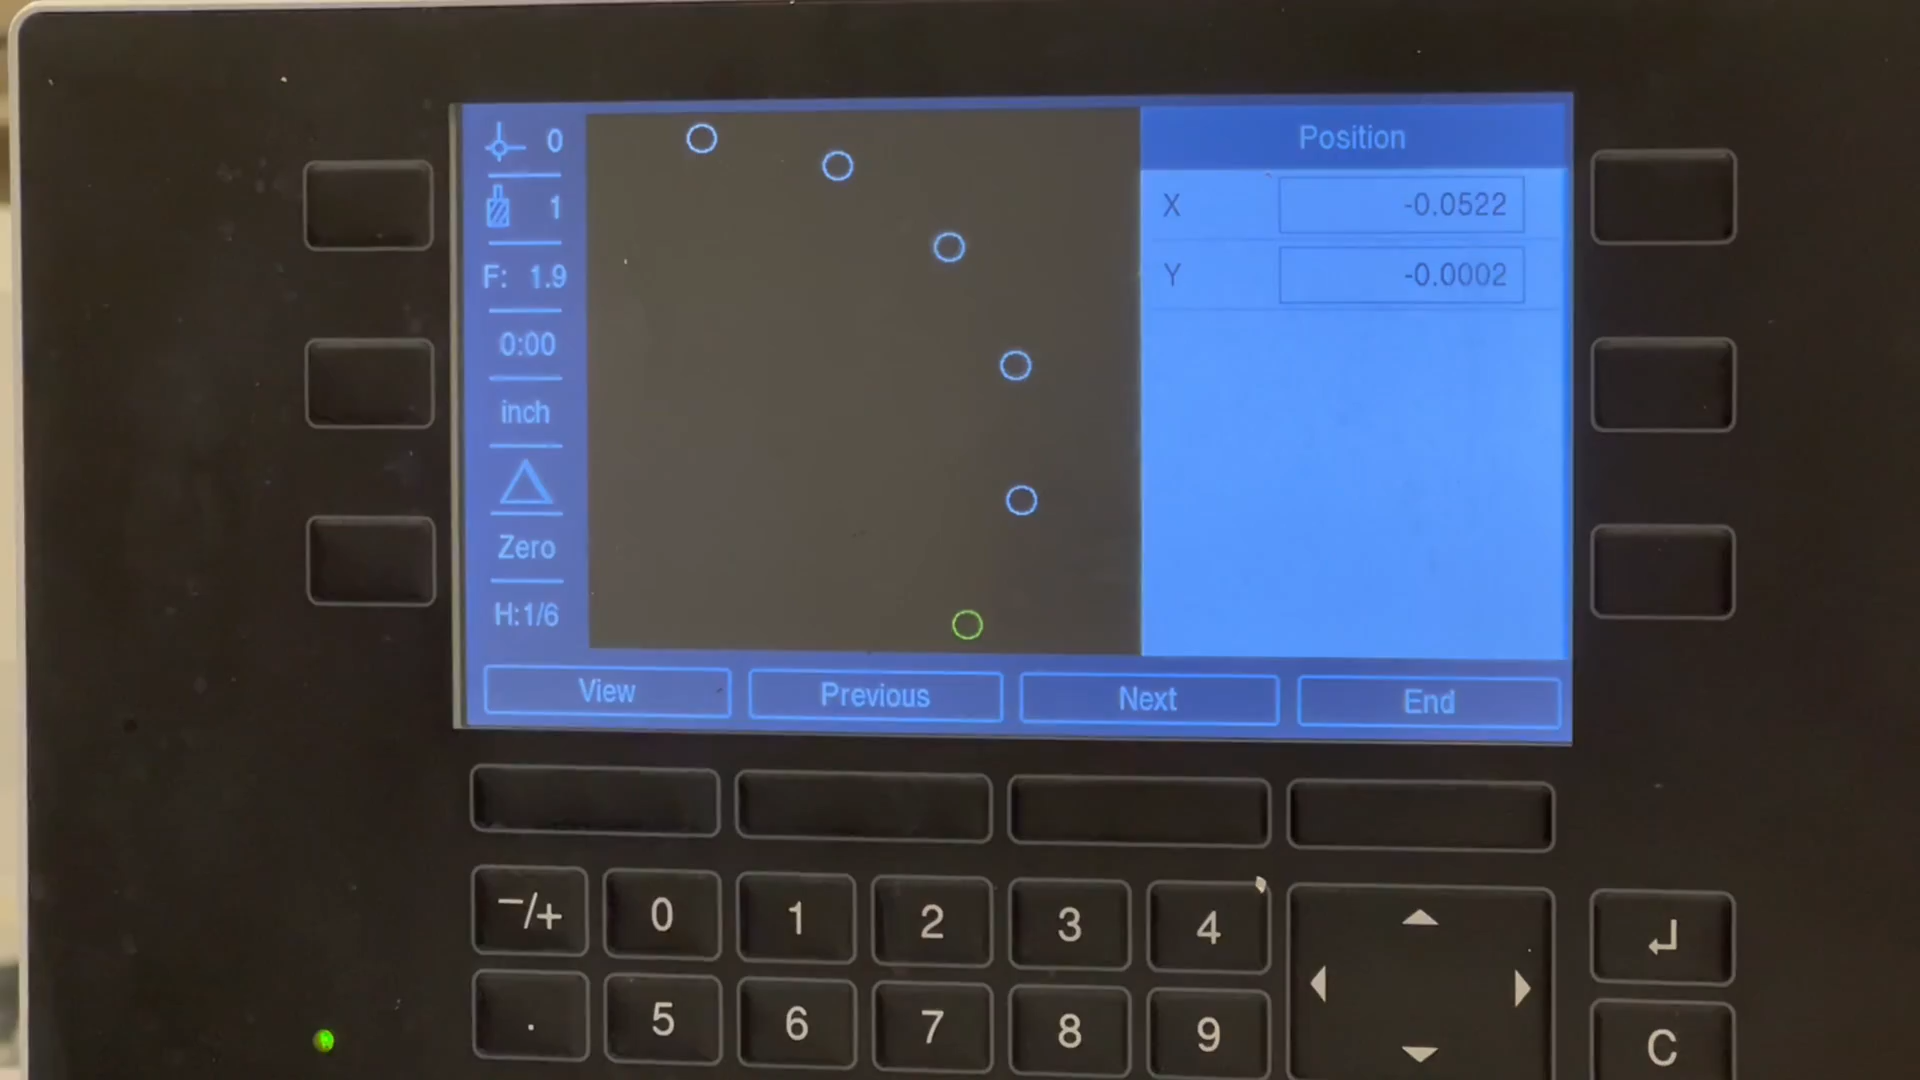 0
1
F: 1.9
0:00
inch
Zero
H:1/6
Position
X -0.0522
Y -0.0002
View Previous Next End
-/+ 0 1 2 3 4
. 5 6 7 8 9
C